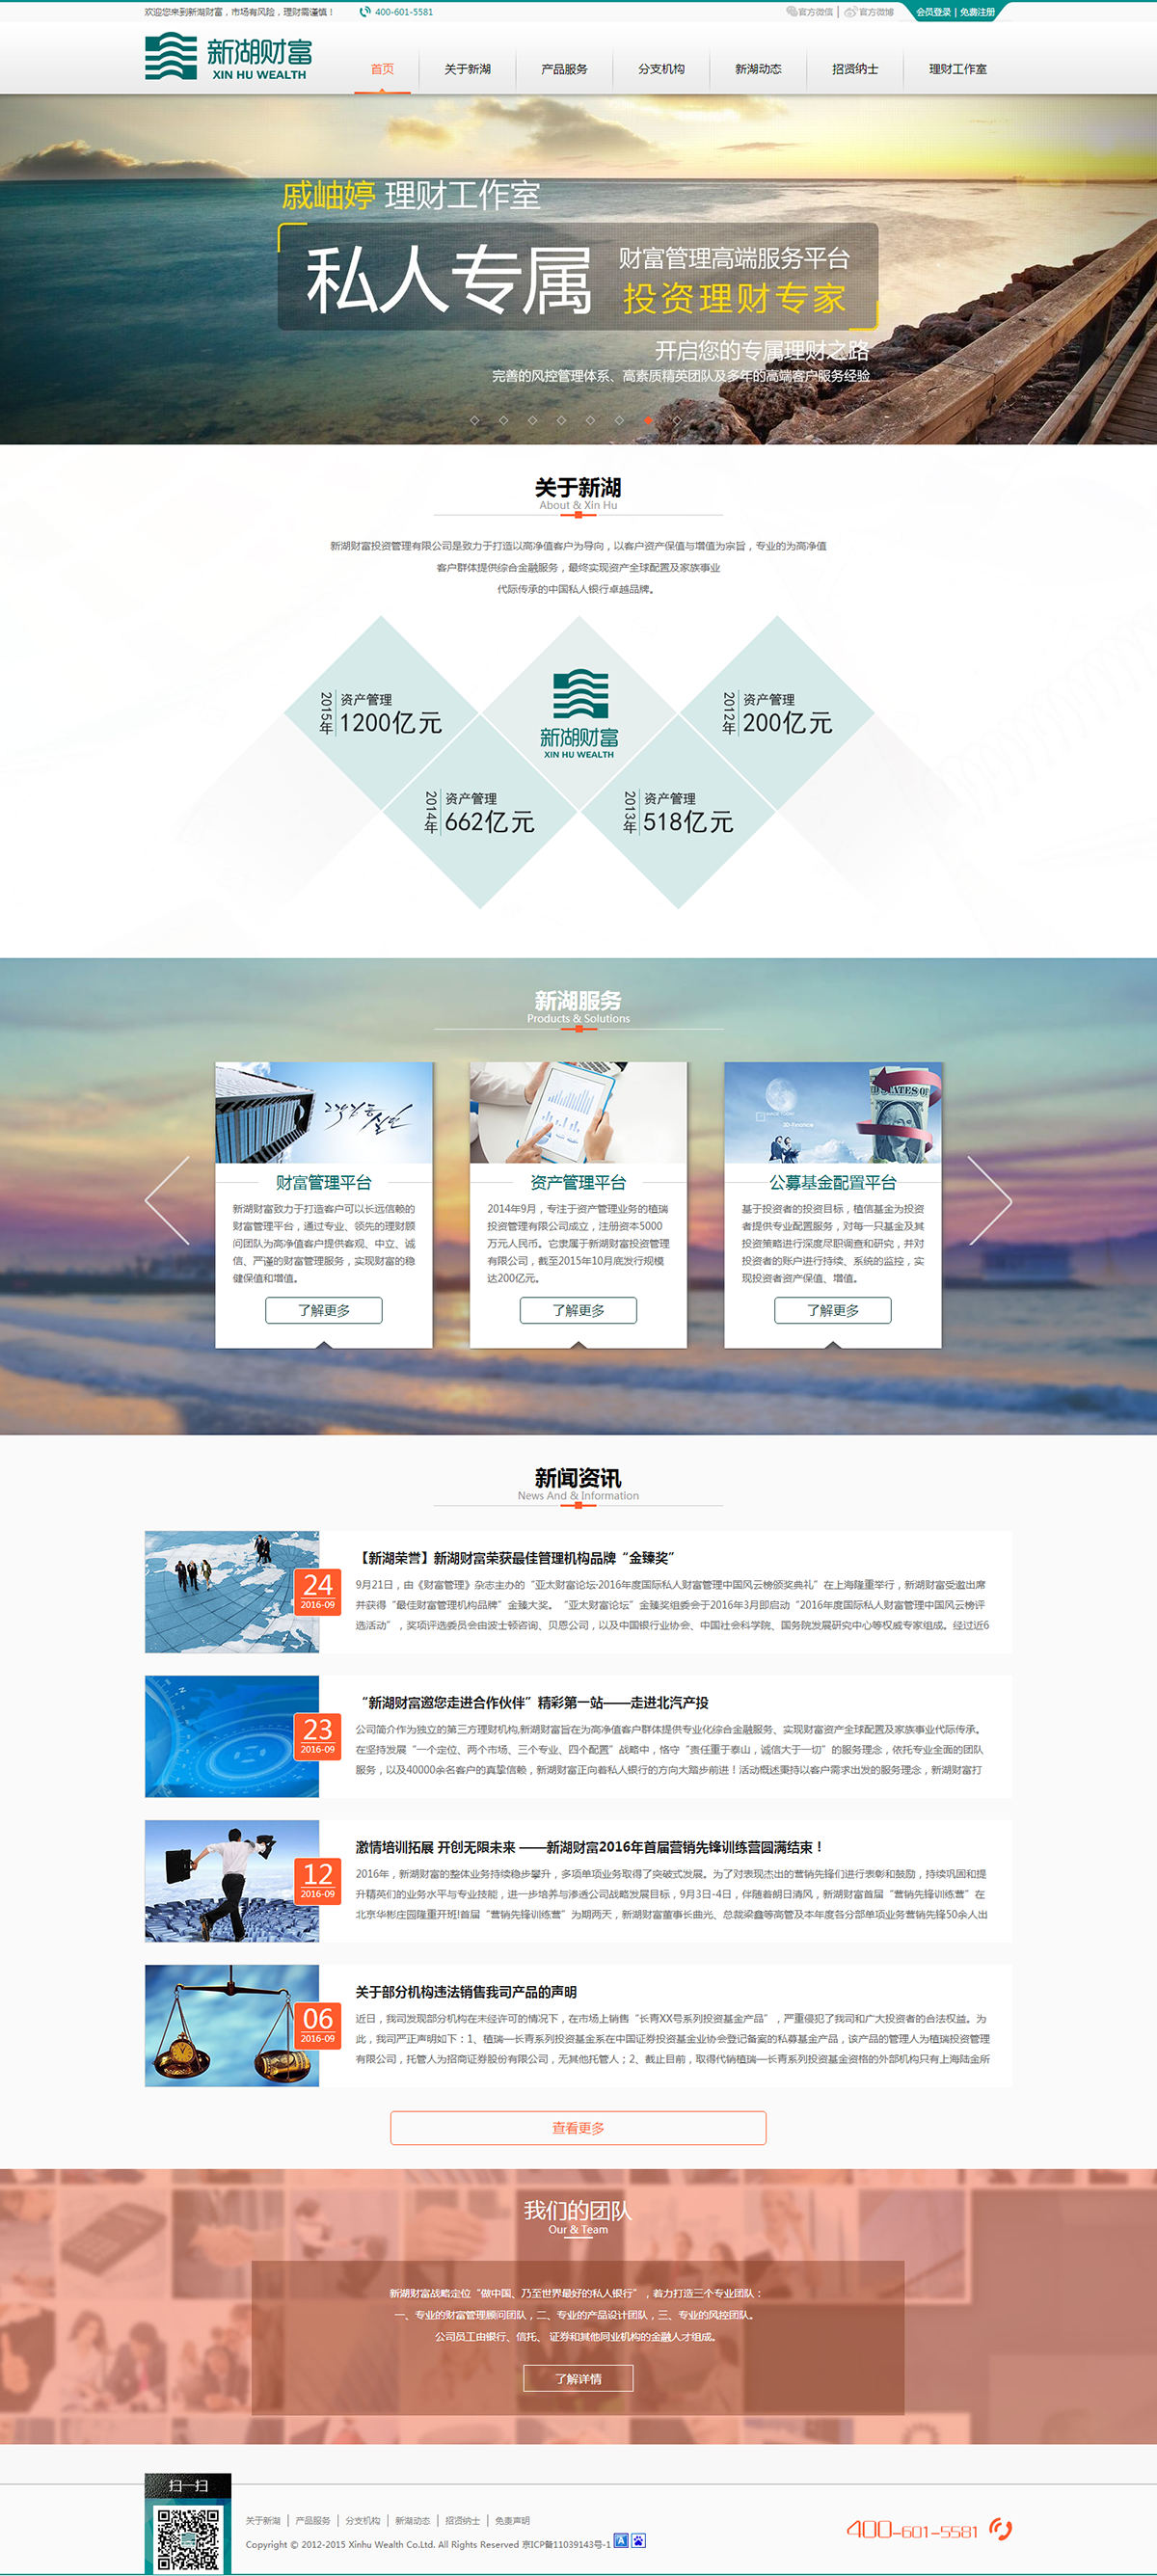 欢迎您来到新湖财富，市场有风险，理财需谨慎！ 400-601-5581 官方微信 | 官方微博 会员登录 | 免费注册
新湖财富
XIN HU WEALTH
首页 关于新湖 产品服务 分支机构 新湖动态 招贤纳士 理财工作室
戚岫婷 理财工作室
私人专属 财富管理高端服务平台
投资理财专家
开启您的专属理财之路
完善的风控管理体系、高素质精英团队及多年的高端客户服务经验
关于新湖
About & Xin Hu
新湖财富投资管理有限公司是致力于打造以高净值客户为导向，以客户资产保值与增值为宗旨，专业的为高净值
客户群体提供综合金融服务，最终实现资产全球配置及家族事业
代际传承的中国私人银行卓越品牌。
2015年 资产管理
1200亿元
新湖财富
XIN HU WEALTH
2012年 资产管理
200亿元
2014年 资产管理
662亿元
2013年 资产管理
518亿元
新湖服务
Products & Solutions
财富管理平台
新湖财富致力于打造客户可以长远信赖的
财富管理平台，通过专业、领先的理财顾
问团队为高净值客户提供客观、中立、诚
信、严谨的财富管理服务，实现财富的稳
健保值和增值。
了解更多
资产管理平台
2014年9月，专注于资产管理业务的植瑞
投资管理有限公司成立，注册资本5000
万元人民币。它隶属于新湖财富投资管理
有限公司，截至2015年10月底发行规模
达200亿元。
了解更多
3D-Finance
公募基金配置平台
基于投资者的投资目标，植信基金为投资
者提供专业配置服务，对每一只基金及其
投资策略进行深度尽职调查和研究，并对
投资者的账户进行持续、系统的监控，实
现投资者资产保值、增值。
了解更多
新闻资讯
News And & Information
24
2016-09
【新湖荣誉】新湖财富荣获最佳管理机构品牌“金臻奖”
9月21日，由《财富管理》杂志主办的“亚太财富论坛·2016年度国际私人财富管理中国风云榜颁奖典礼”在上海隆重举行，新湖财富受邀出席
并获得“最佳财富管理机构品牌”金臻大奖。“亚太财富论坛”金臻奖组委会于2016年3月即启动“2016年度国际私人财富管理中国风云榜评
选活动”，奖项评选委员会由波士顿咨询、贝恩公司，以及中国银行业协会、中国社会科学院、国务院发展研究中心等权威专家组成。经过近6
23
2016-09
“新湖财富邀您走进合作伙伴”精彩第一站——走进北汽产投
公司简介作为独立的第三方理财机构,新湖财富旨在为高净值客户群体提供专业化综合金融服务、实现财富资产全球配置及家族事业代际传承。
在坚持发展“一个定位、两个市场、三个专业、四个配置”战略中，恪守“责任重于泰山，诚信大于一切”的服务理念，依托专业全面的团队
服务，以及40000余名客户的真挚信赖，新湖财富正向着私人银行的方向大踏步前进！活动概述秉持以客户需求出发的服务理念，新湖财富打
12
2016-09
激情培训拓展 开创无限未来 ——新湖财富2016年首届营销先锋训练营圆满结束！
2016年，新湖财富的整体业务持续稳步攀升，多项单项业务取得了突破式发展。为了对表现杰出的营销先锋们进行表彰和鼓励，持续巩固和提
升精英们的业务水平与专业技能，进一步培养与渗透公司战略发展目标，9月3日-4日，伴随着朗日清风，新湖财富首届“营销先锋训练营”在
北京华彬庄园隆重开班!首届“营销先锋训练营”为期两天，新湖财富董事长曲光、总裁梁鑫等高管及本年度各分部单项业务营销先锋50余人出
06
2016-09
关于部分机构违法销售我司产品的声明
近日，我司发现部分机构在未经许可的情况下，在市场上销售“长青XX号系列投资基金产品”，严重侵犯了我司和广大投资者的合法权益。为
此，我司严正声明如下：1、植瑞—长青系列投资基金系在中国证券投资基金业协会登记备案的私募基金产品，该产品的管理人为植瑞投资管理
有限公司，托管人为招商证券股份有限公司，无其他托管人；2、截止目前，取得代销植瑞—长青系列投资基金资格的外部机构只有上海陆金所
查看更多
我们的团队
Our & Team
新湖财富战略定位“做中国、乃至世界最好的私人银行”，着力打造三个专业团队：
一、专业的财富管理顾问团队，二、专业的产品设计团队，三、专业的风控团队。
公司员工由银行、信托、证券和其他同业机构的金融人才组成。
了解详情
扫一扫
关于新湖 | 产品服务 | 分支机构 | 新湖动态 | 招贤纳士 | 免责声明
Copyright © 2012-2015 Xinhu Wealth Co.Ltd. All Rights Reserved 京ICP备11039143号-1
400-601-5581